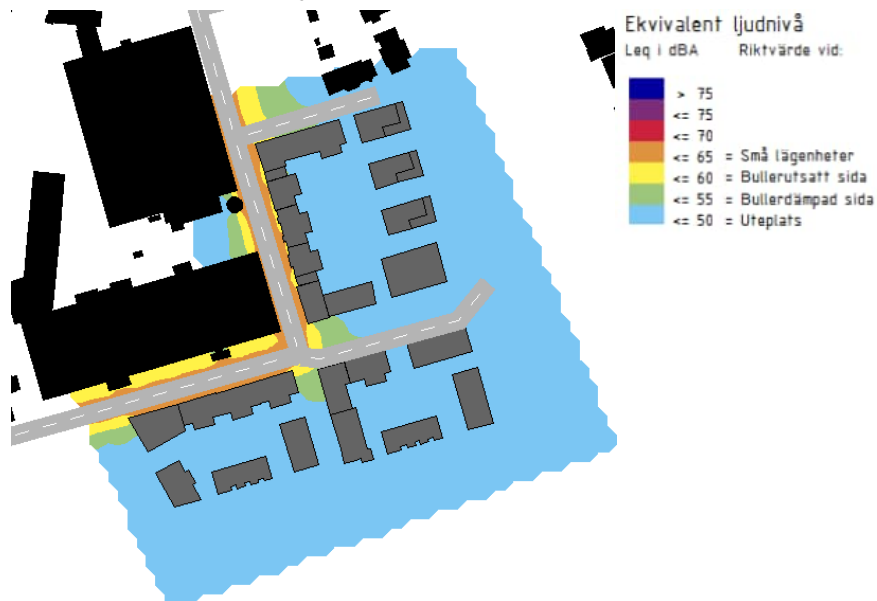 Ekvivalent ljudnivå
Leq i dBA Riktvärde vid:
> 75
<= 75
<= 70
<= 65 = Små lägenheter
<= 60 = Bullerutsatt sida
<= 55 = Bullerdämpad sida
<= 50 = Uteplats